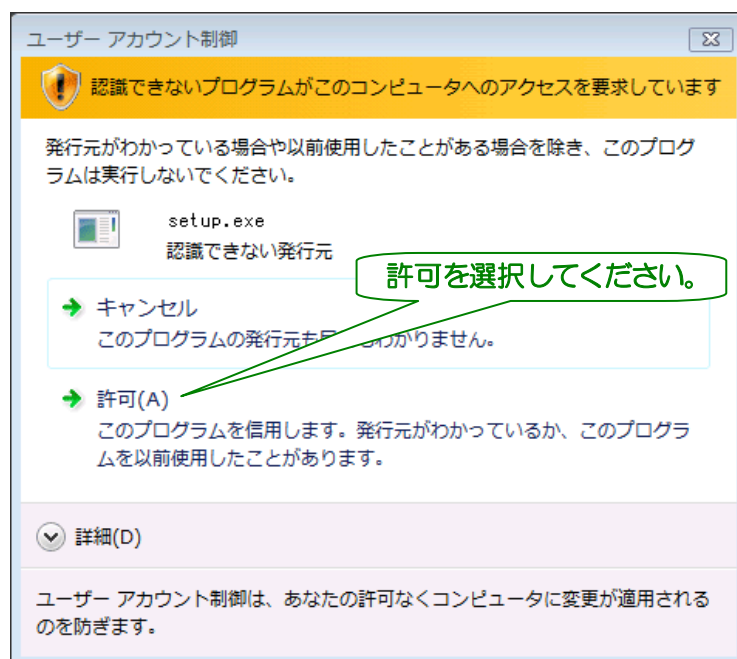 ユーザー アカウント制御
認識できないプログラムがこのコンピュータへのアクセスを要求しています
発行元がわかっている場合や以前使用したことがある場合を除き、このプログ
ラムは実行しないでください。
setup.exe
認識できない発行元
許可を選択してください。
キャンセル
このプログラムの発行元も わかりません。
許可(A)
このプログラムを信用します。発行元がわかっているか、このプログラ
ムを以前使用したことがあります。
詳細(D)
ユーザー アカウント制御は、あなたの許可なくコンピュータに変更が適用される
のを防ぎます。